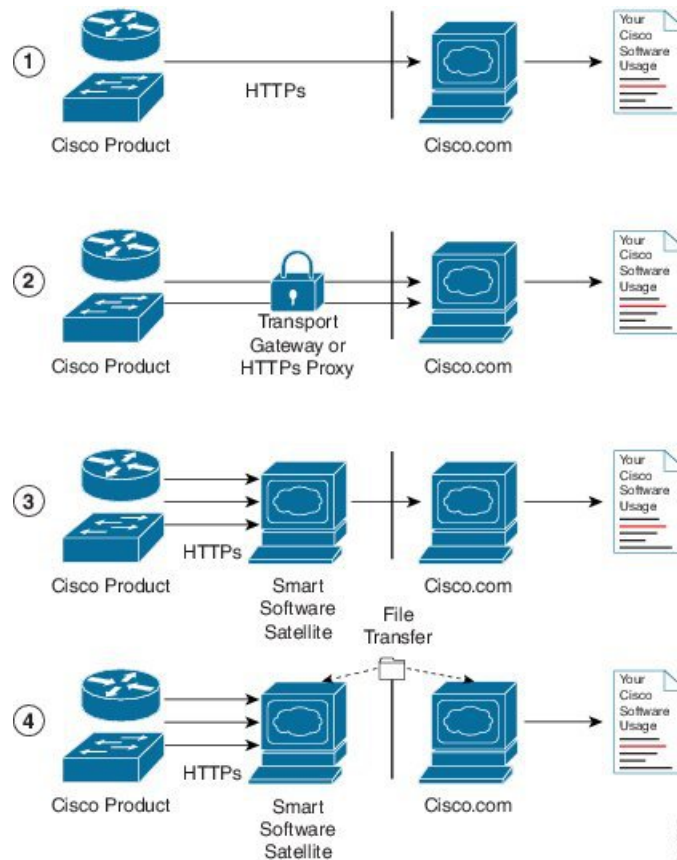 1
HTTPs
Cisco Product
Cisco.com
Your
Cisco
Software
Usage
2
Transport
Gateway or
HTTPs Proxy
Cisco Product
Cisco.com
Your
Cisco
Software
Usage
3
HTTPs
Cisco Product
Smart
Software
Satellite
Cisco.com
Your
Cisco
Software
Usage
File
Transfer
4
HTTPs
Cisco Product
Smart
Software
Satellite
Cisco.com
Your
Cisco
Software
Usage